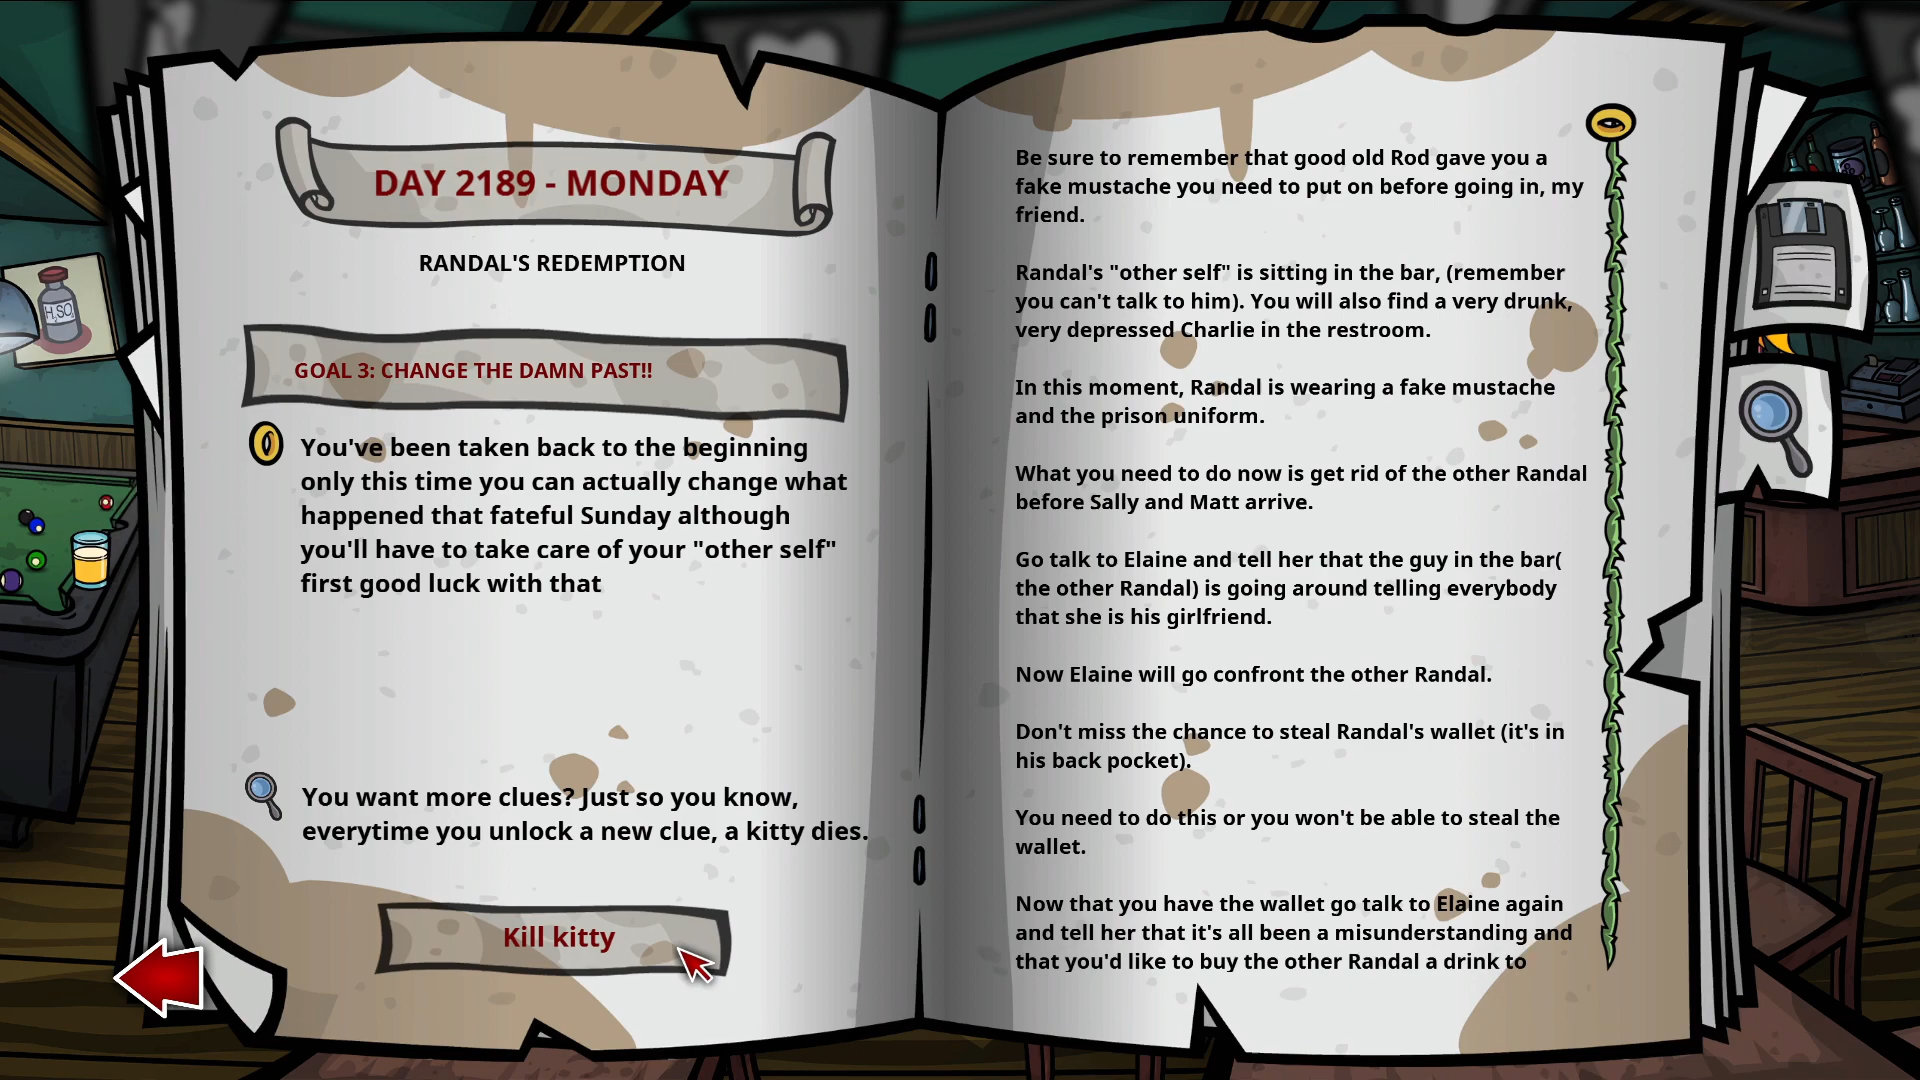 DAY 2189 - MONDAY
RANDAL'S REDEMPTION
GOAL 3: CHANGE THE DAMN PAST!!
You've been taken back to the beginning
only this time you can actually change what
happened that fateful Sunday although
you'll have to take care of your "other self"
first good luck with that
You want more clues? Just so you know,
everytime you unlock a new clue, a kitty dies.
Kill kitty
Be sure to remember that good old Rod gave you a
fake mustache you need to put on before going in, my
friend.
Randal's "other self" is sitting in the bar, (remember
you can't talk to him). You will also find a very drunk,
very depressed Charlie in the restroom.
In this moment, Randal is wearing a fake mustache
and the prison uniform.
What you need to do now is get rid of the other Randal
before Sally and Matt arrive.
Go talk to Elaine and tell her that the guy in the bar(
the other Randal) is going around telling everybody
that she is his girlfriend.
Now Elaine will go confront the other Randal.
Don't miss the chance to steal Randal's wallet (it's in
his back pocket).
You need to do this or you won't be able to steal the
wallet.
Now that you have the wallet go talk to Elaine again
and tell her that it's all been a misunderstanding and
that you'd like to buy the other Randal a drink to
H₂SO₄